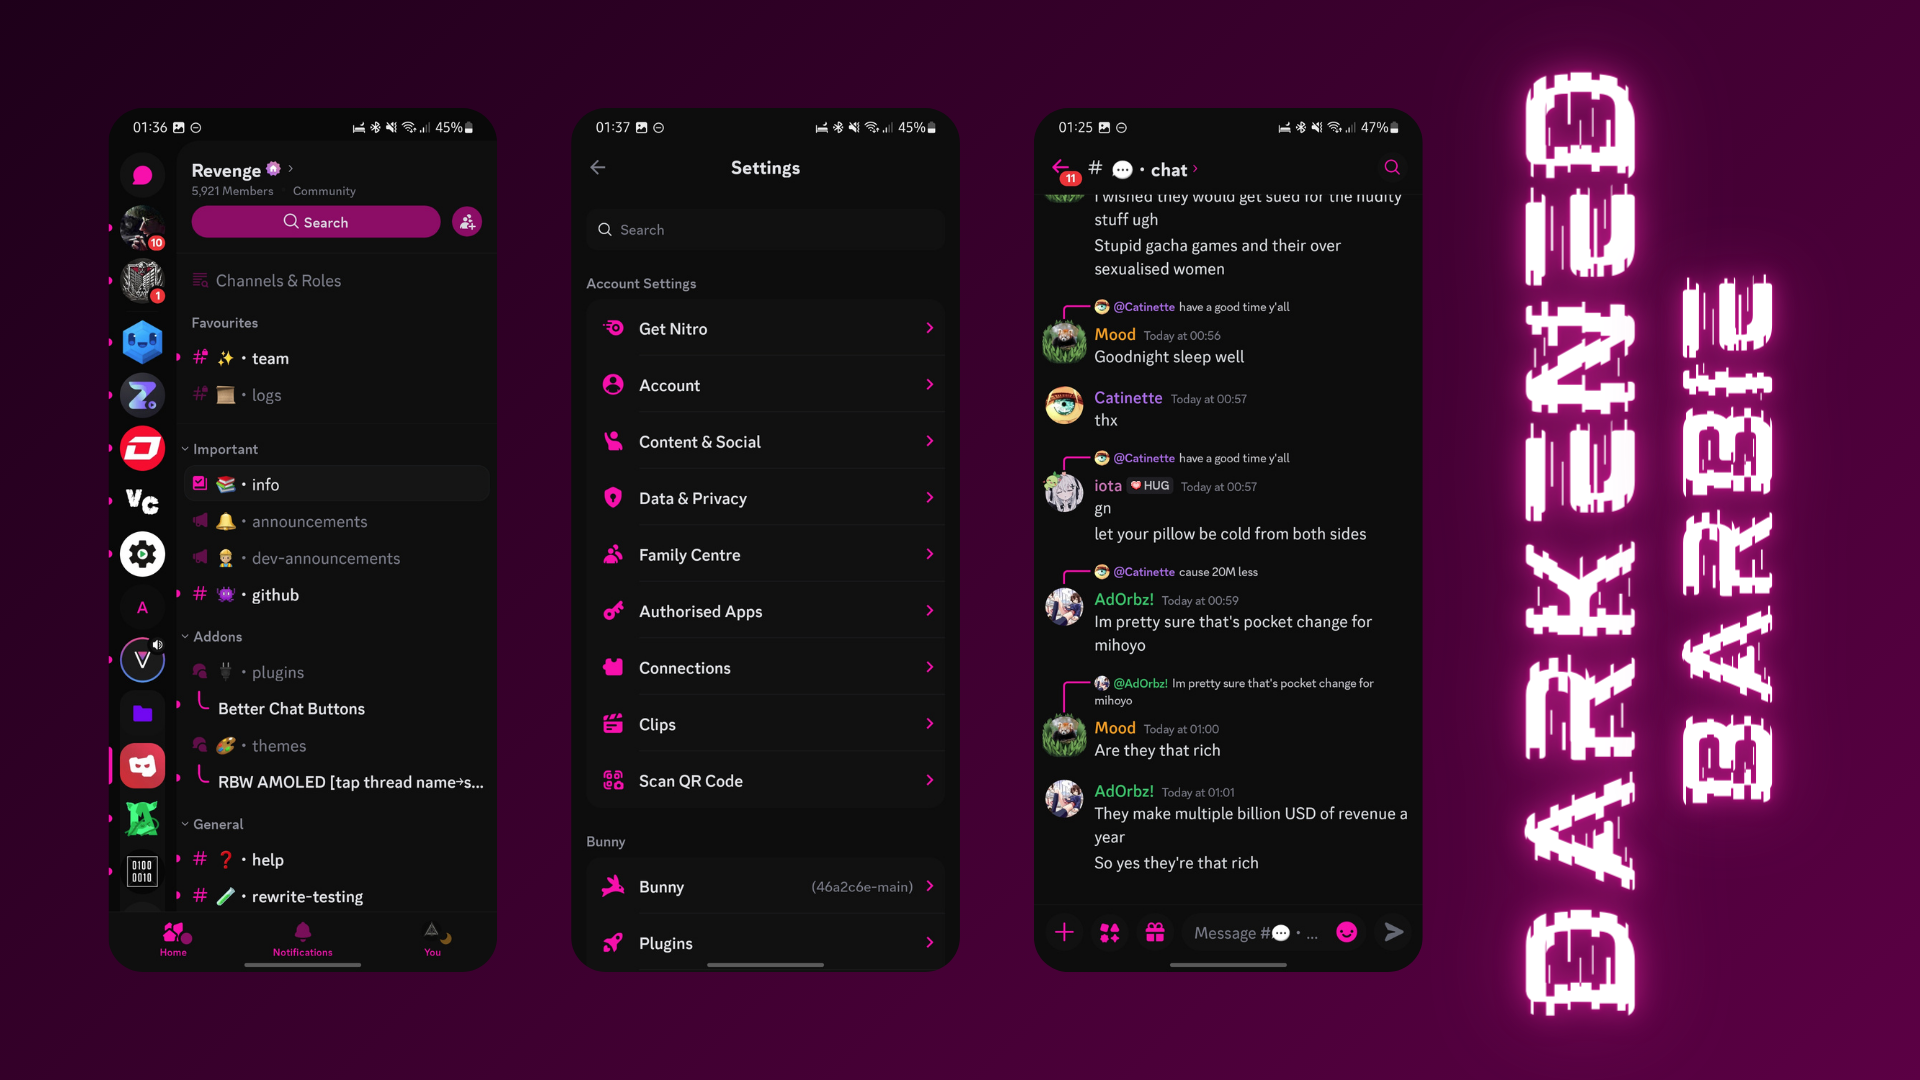 01:36
45%
Revenge
5,921 Members
Community
Search
10
1
Channels & Roles
Favourites
team
logs
Important
info
announcements
dev-announcements
github
Addons
plugins
Better Chat Buttons
themes
RBW AMOLED [tap thread name→s...
General
help
rewrite-testing
VC
A
0100
0010
Home
Notifications
You
01:37
45%
Settings
Search
Account Settings
Get Nitro
Account
Content & Social
Data & Privacy
Family Centre
Authorised Apps
Connections
Clips
Scan QR Code
Bunny
Bunny
(46a2c6e-main)
Plugins
01:25
47%
11
# 💬 • chat
I wished they would get sued for the nudity
stuff ugh
Stupid gacha games and their over
sexualised women
@Catinette have a good time y'all
Mood Today at 00:56
Goodnight sleep well
Catinette Today at 00:57
thx
@Catinette have a good time y'all
iota HUG Today at 00:57
gn
let your pillow be cold from both sides
@Catinette cause 20M less
AdOrbz! Today at 00:59
Im pretty sure that's pocket change for
mihoyo
@AdOrbz! Im pretty sure that's pocket change for
mihoyo
Mood Today at 01:00
Are they that rich
AdOrbz! Today at 01:01
They make multiple billion USD of revenue a
year
So yes they're that rich
Message #💬 • ...
DARKENED
BARBIE